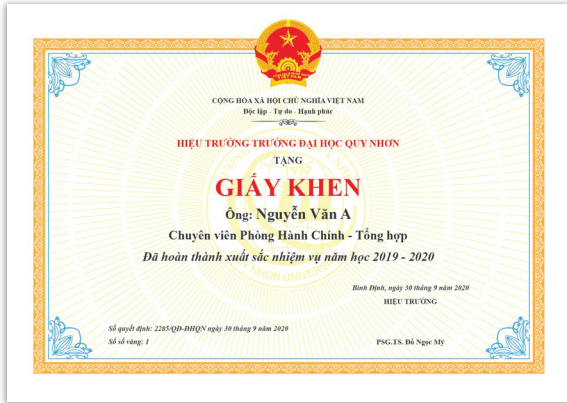 CỘNG HÒA XÃ HỘI CHỦ NGHĨA VIỆT NAM
Độc lập - Tự do - Hạnh phúc
HIỆU TRƯỞNG TRƯỜNG ĐẠI HỌC QUY NHƠN
TẶNG
GIẤY KHEN
Ông: Nguyễn Văn A
Chuyên viên Phòng Hành Chính - Tổng hợp
Đã hoàn thành xuất sắc nhiệm vụ năm học 2019 - 2020
NHON UNIVERSI
Bình Định, ngày 30 tháng 9 năm 2020
HIỆU TRƯỞNG
Số quyết định: 2285/QĐ-ĐHQN ngày 30 tháng 9 năm 2020
Số sổ vàng: 1
PSG.TS. Đỗ Ngọc Mỹ